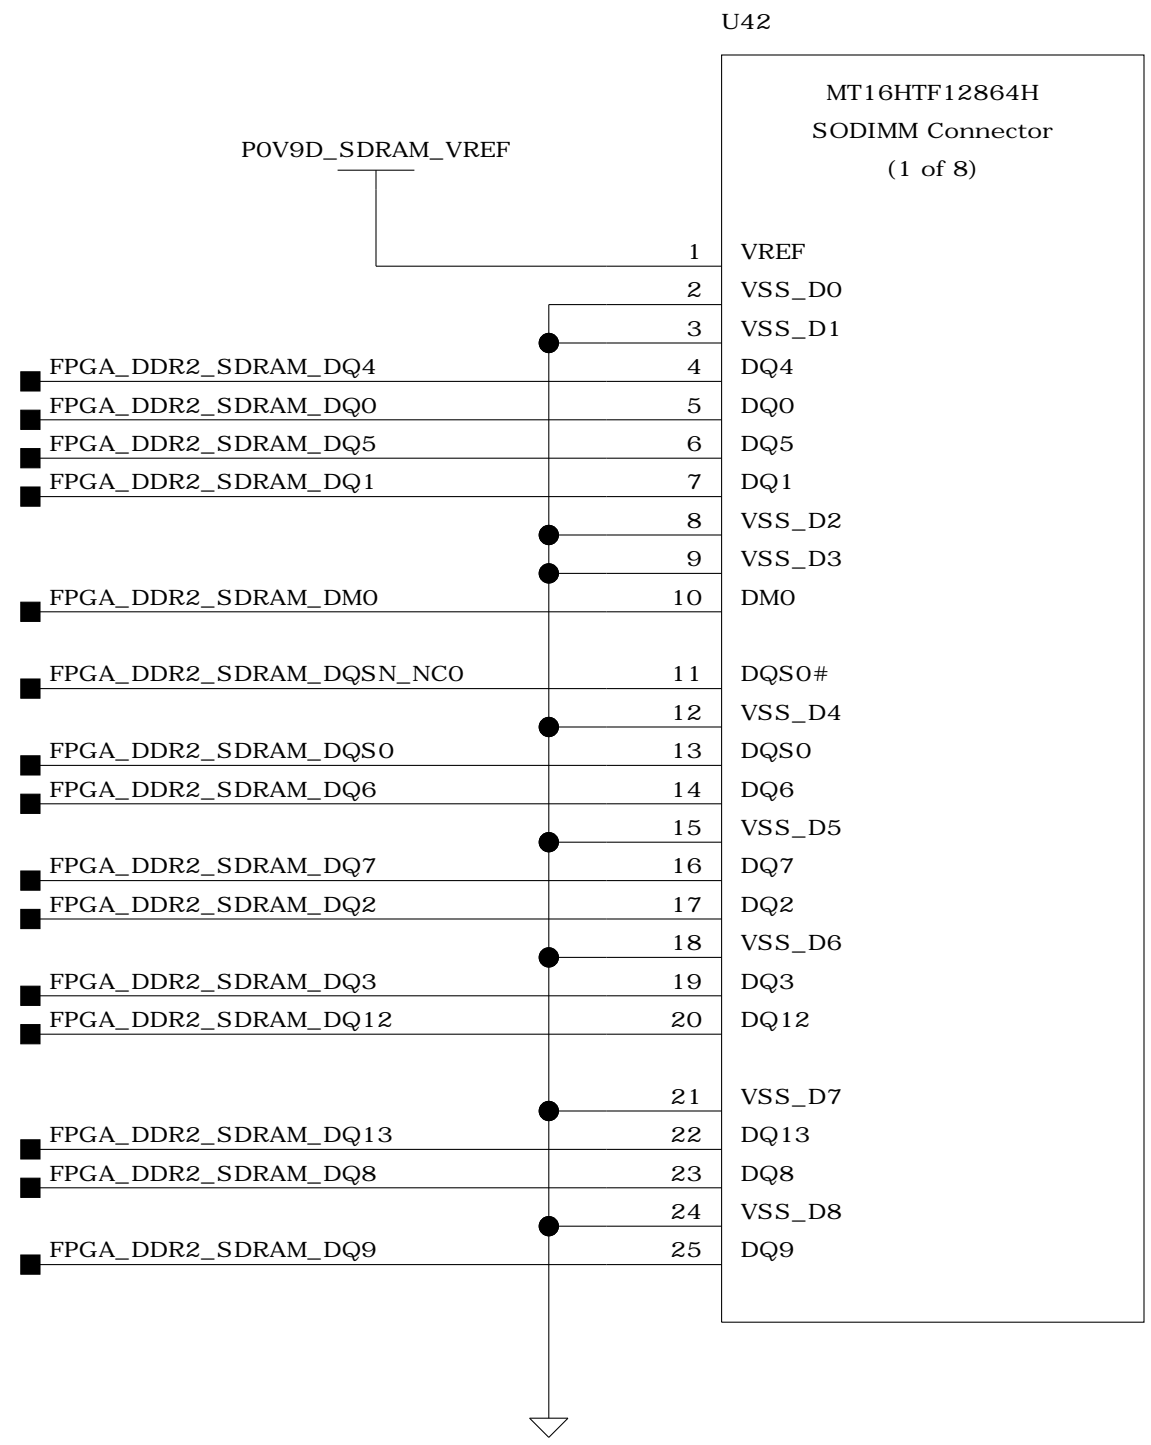 U42
MT16HTF12864H
SODIMM Connector
(1 of 8)
P0V9D_SDRAM_VREF
1 VREF
2 VSS_D0
3 VSS_D1
FPGA_DDR2_SDRAM_DQ4 4 DQ4
FPGA_DDR2_SDRAM_DQ0 5 DQ0
FPGA_DDR2_SDRAM_DQ5 6 DQ5
FPGA_DDR2_SDRAM_DQ1 7 DQ1
8 VSS_D2
9 VSS_D3
FPGA_DDR2_SDRAM_DM0 10 DM0
FPGA_DDR2_SDRAM_DQSN_NC0 11 DQS0#
12 VSS_D4
FPGA_DDR2_SDRAM_DQS0 13 DQS0
FPGA_DDR2_SDRAM_DQ6 14 DQ6
15 VSS_D5
FPGA_DDR2_SDRAM_DQ7 16 DQ7
FPGA_DDR2_SDRAM_DQ2 17 DQ2
18 VSS_D6
FPGA_DDR2_SDRAM_DQ3 19 DQ3
FPGA_DDR2_SDRAM_DQ12 20 DQ12
21 VSS_D7
FPGA_DDR2_SDRAM_DQ13 22 DQ13
FPGA_DDR2_SDRAM_DQ8 23 DQ8
24 VSS_D8
FPGA_DDR2_SDRAM_DQ9 25 DQ9